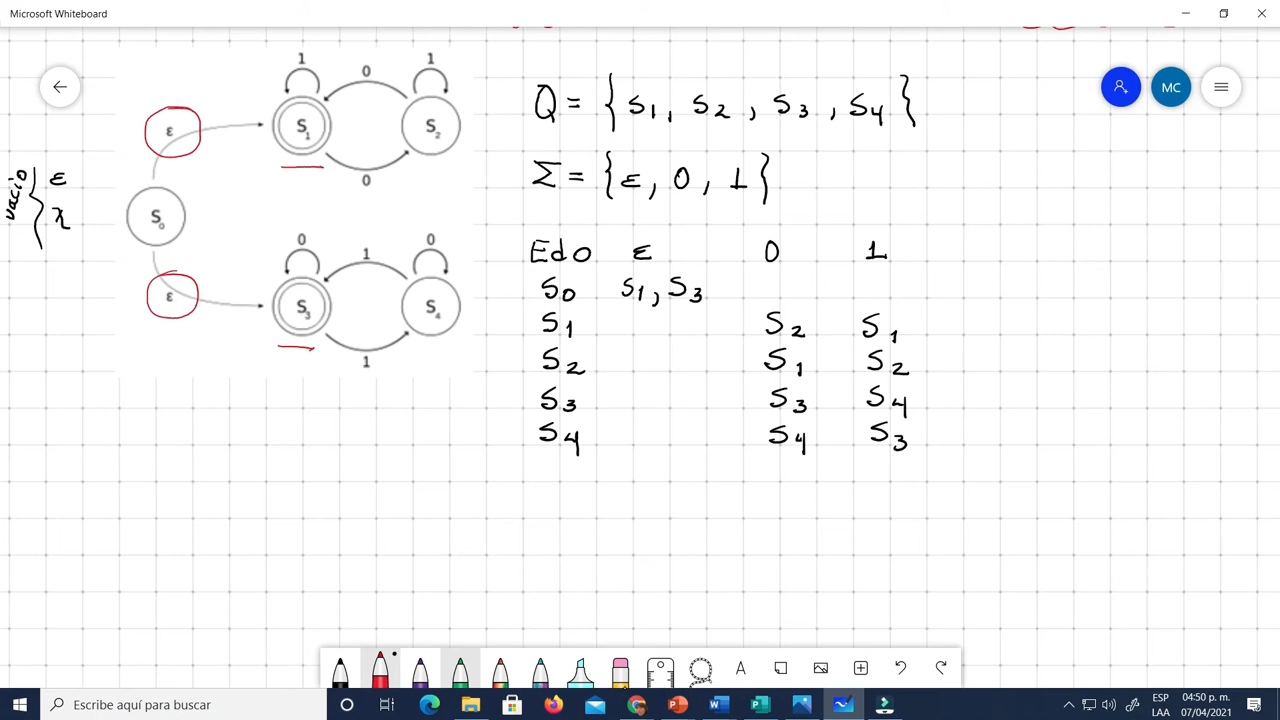 Microsoft Whiteboard
MC
1 0 1
ε S1 S2
0
vacío { ε
λ
S0
0 1 0
ε S3 S4
1
Q = { S1, S2, S3, S4 }
Σ = { ε, 0, 1 }
Edo ε 0 1
S0 S1, S3
S1 S2 S1
S2 S1 S2
S3 S3 S4
S4 S4 S3
A
Escribe aquí para buscar
ESP 04:50 p. m.
LAA 07/04/2021